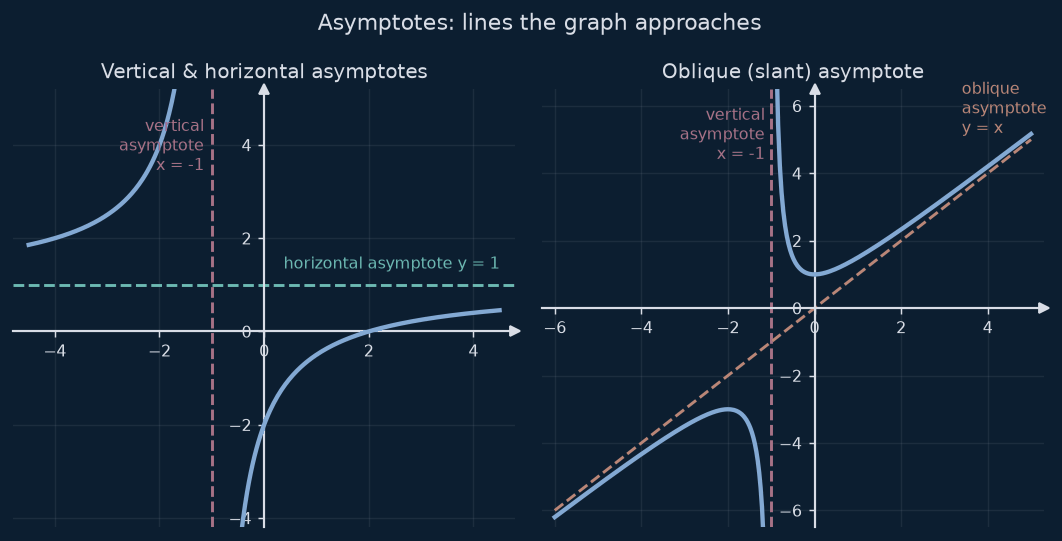 Asymptotes: lines the graph approaches
Vertical & horizontal asymptotes
vertical
asymptote
x = -1
horizontal asymptote y = 1
4
2
0
−2
−4
−4
−2
0
2
4
Oblique (slant) asymptote
vertical
asymptote
x = -1
oblique
asymptote
y = x
6
4
2
0
−2
−4
−6
−6
−4
−2
0
2
4